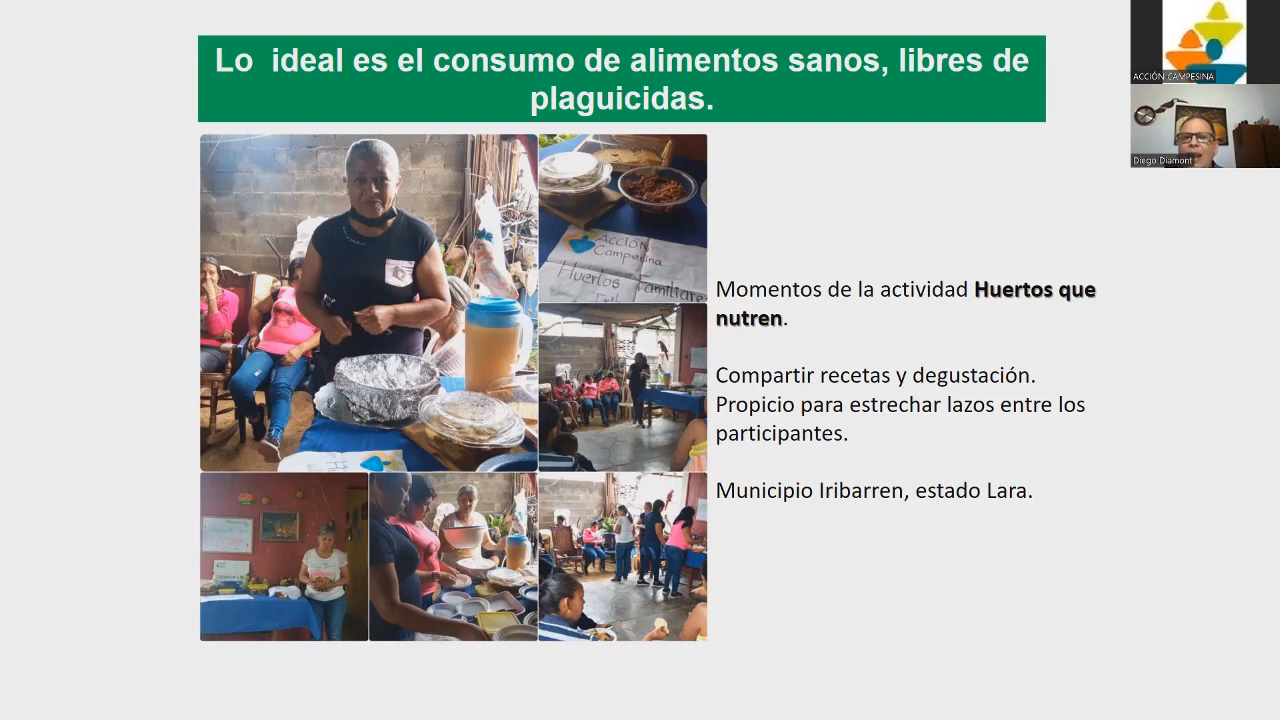 Lo  ideal es el consumo de alimentos sanos, libres de
plaguicidas.
ACCIÓN CAMPESINA
Diego Diamont
ACCIÓN
Campesina
Huertos Familiares
Momentos de la actividad Huertos que
nutren.
Compartir recetas y degustación.
Propicio para estrechar lazos entre los
participantes.
Municipio Iribarren, estado Lara.